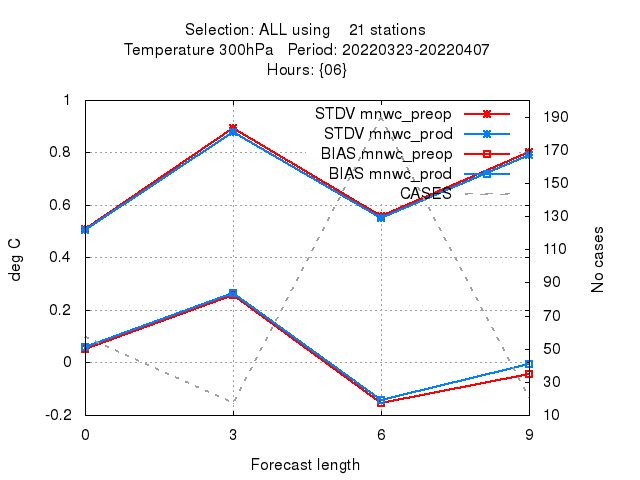 Selection: ALL using    21 stations
Temperature 300hPa   Period: 20220323-20220407
Hours: {06}
STDV mnwc_preop
STDV mnwc_prod
BIAS mnwc_preop
BIAS mnwc_prod
CASES
1
0.8
0.6
0.4
0.2
0
-0.2
deg C
190
170
150
130
110
90
70
50
30
10
No cases
0 3 6 9
Forecast length